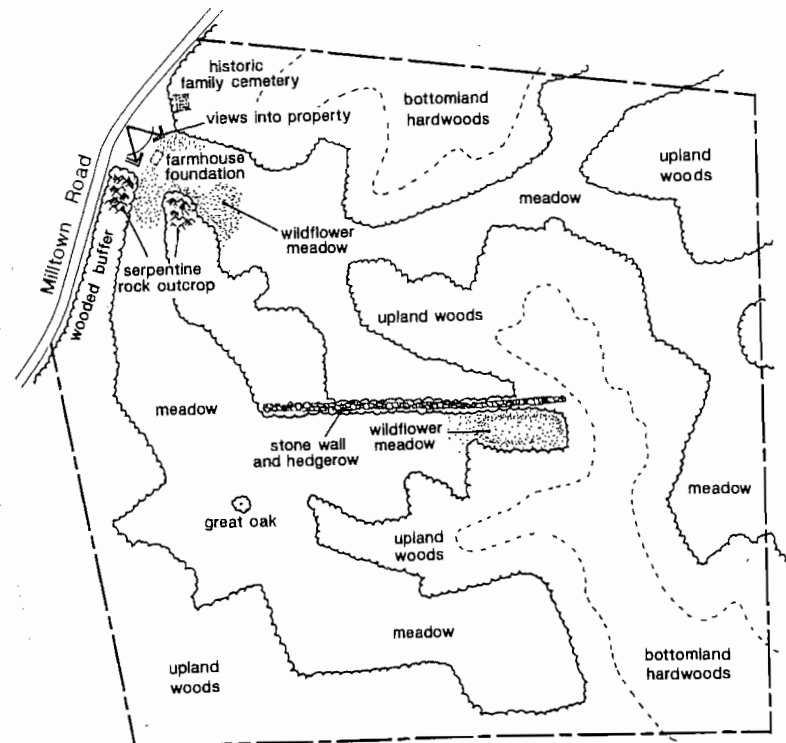 historic
family cemetery
views into property
bottomland
hardwoods
farmhouse
foundation
upland
woods
meadow
wildflower
meadow
Milltown Road
wooded buffer
serpentine
rock outcrop
upland woods
meadow
stone wall
and hedgerow
wildflower
meadow
meadow
great oak
upland
woods
meadow
upland
woods
bottomland
hardwoods